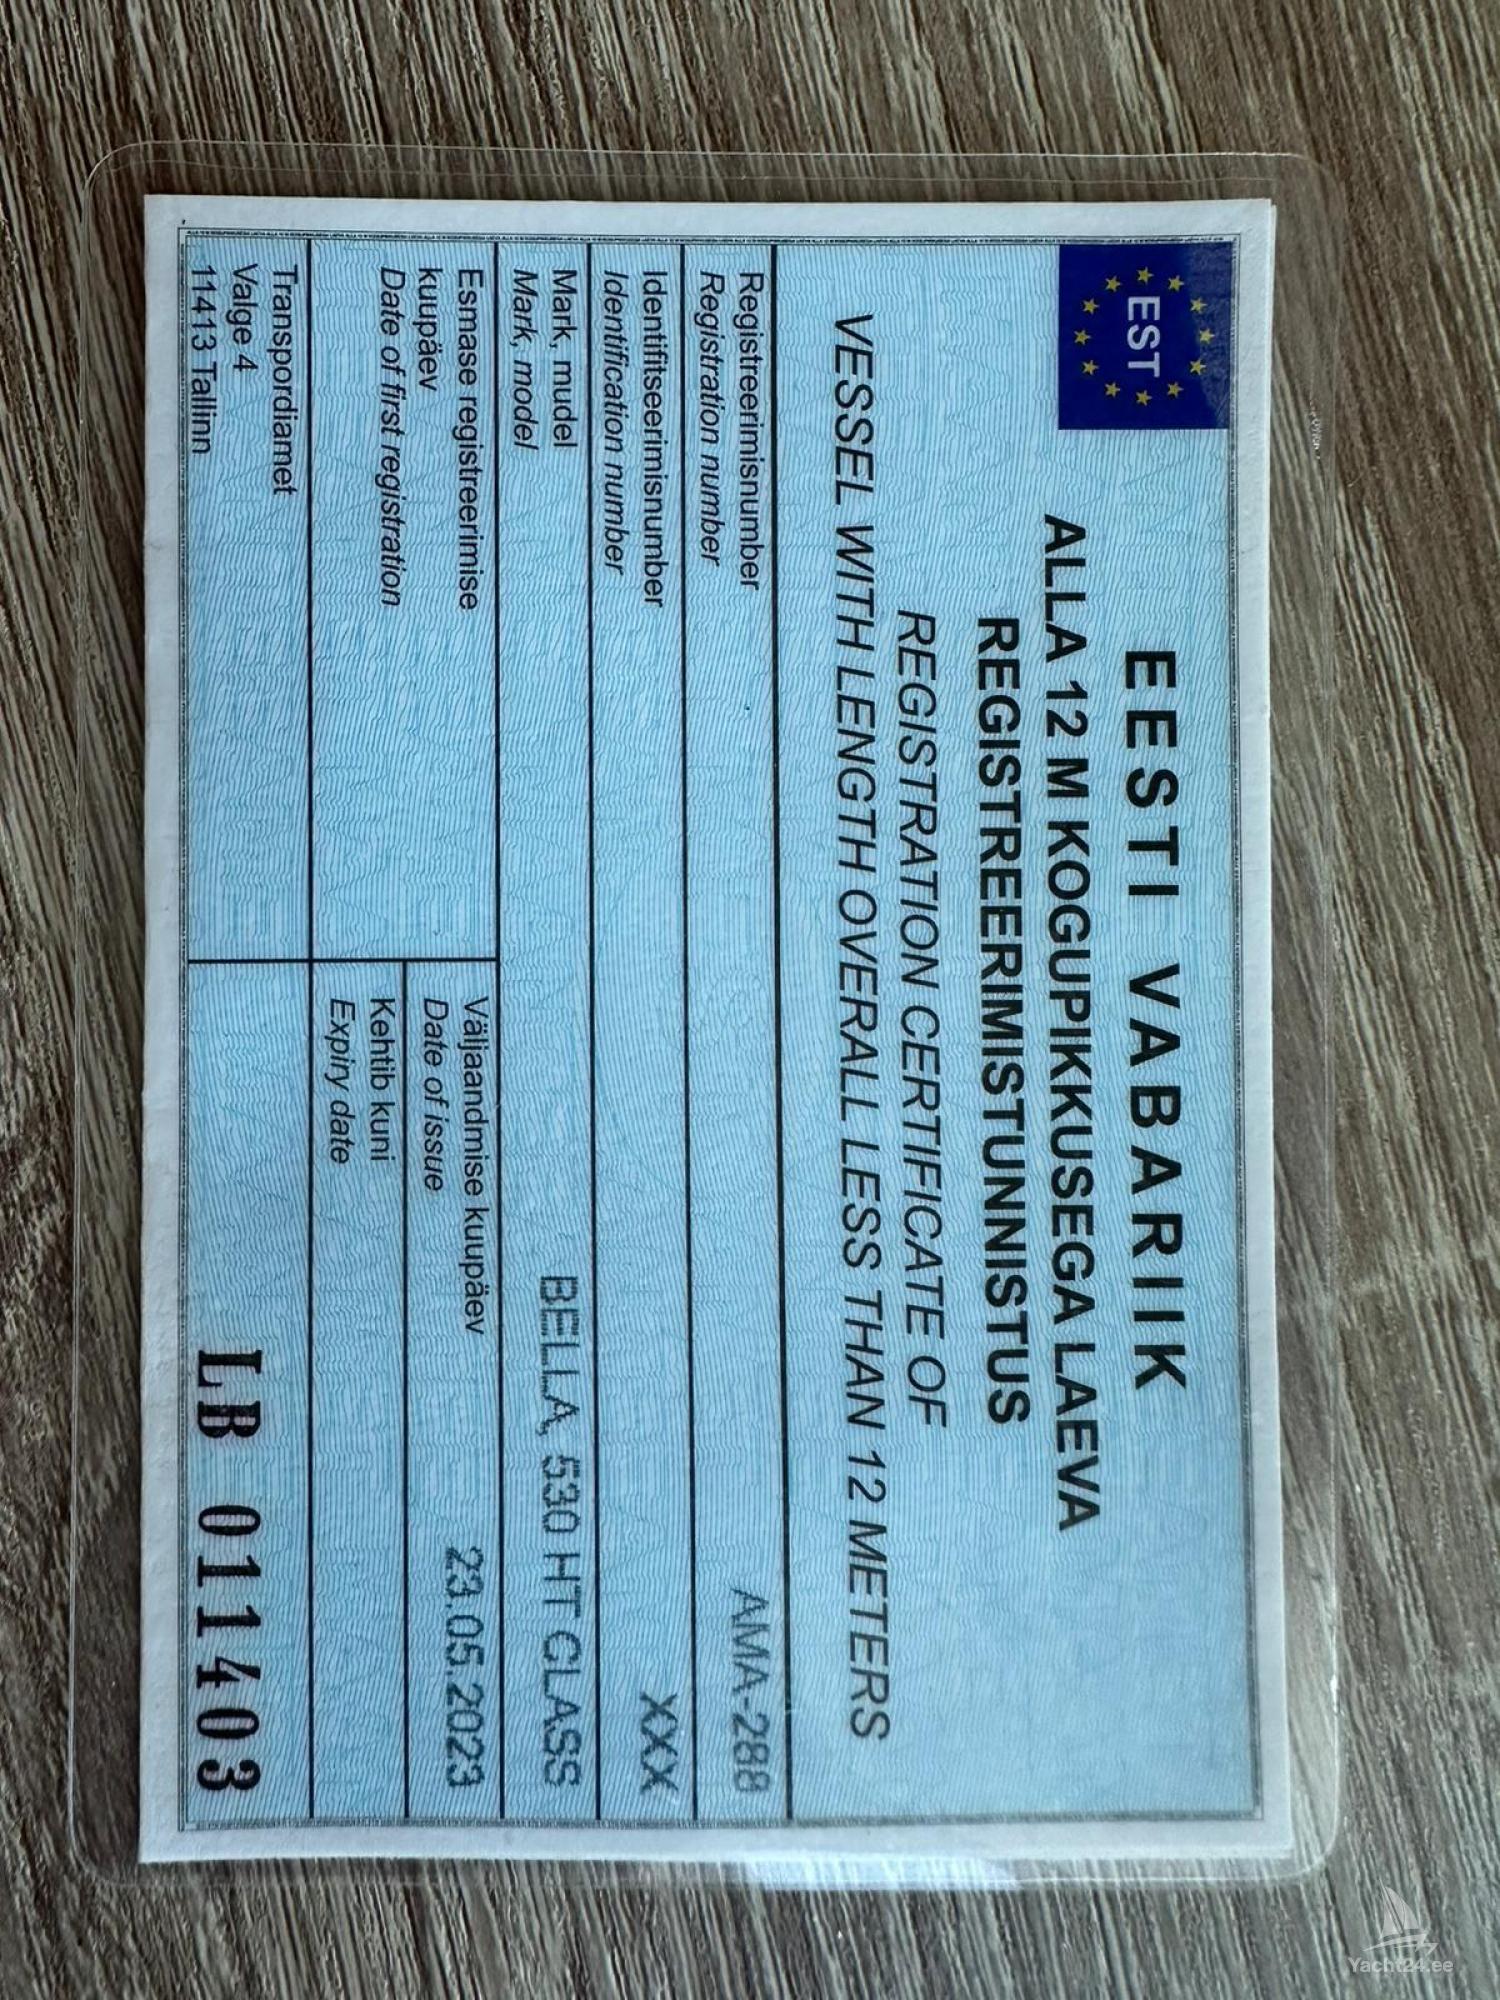 EST
EESTI VABARIIK
ALLA 12 M KOGUPIKKUSEGA LAEVA
REGISTREERIMISTUNNISTUS
REGISTRATION CERTIFICATE OF
VESSEL WITH LENGTH OVERALL LESS THAN 12 METERS
Registreerimisnumber
Registration number
AMA-288
Identifitseerimisnumber
Identification number
XXX
Mark, mudel
Mark, model
BELLA, 530 HT CLASS
Esmase registreerimise
kuupäev
Date of first registration
Väljaandmise kuupäev
Date of issue
23.05.2023
Kehtib kuni
Expiry date
Transpordiamet
Valge 4
11413 Tallinn
LB 011403
Yacht24.ee